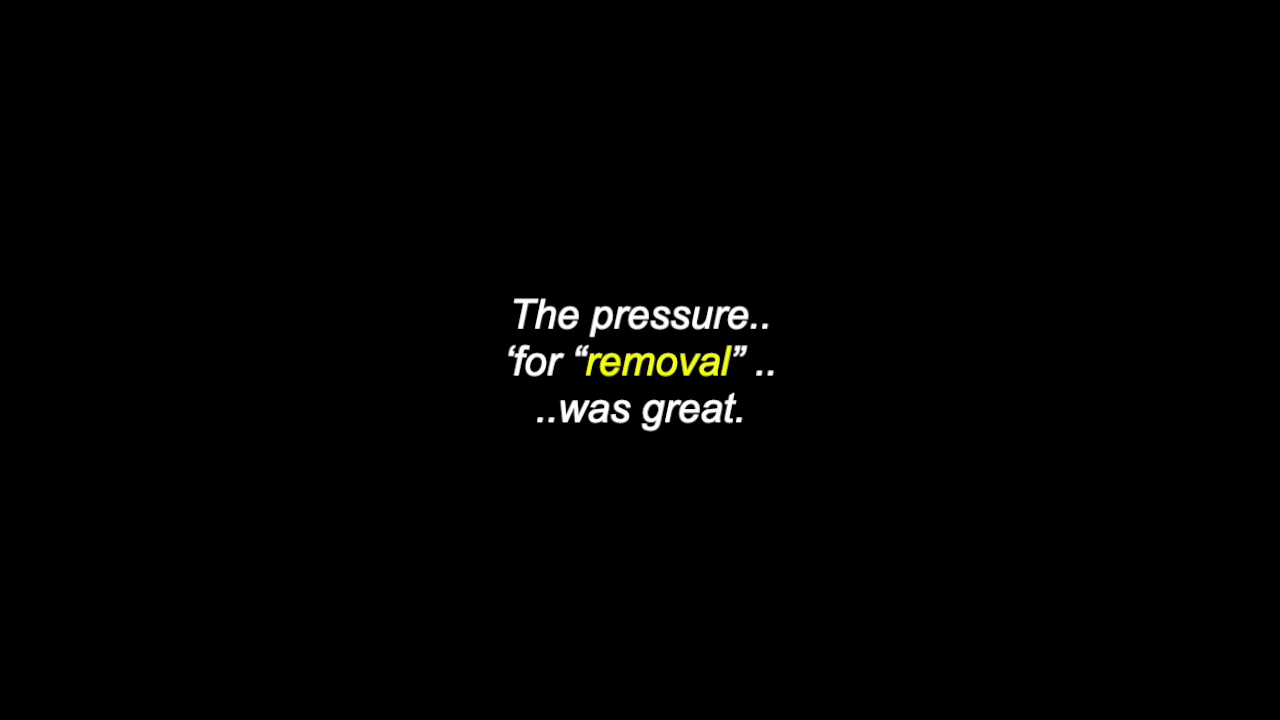 The pressure..
‘for “removal” ..
..was great.